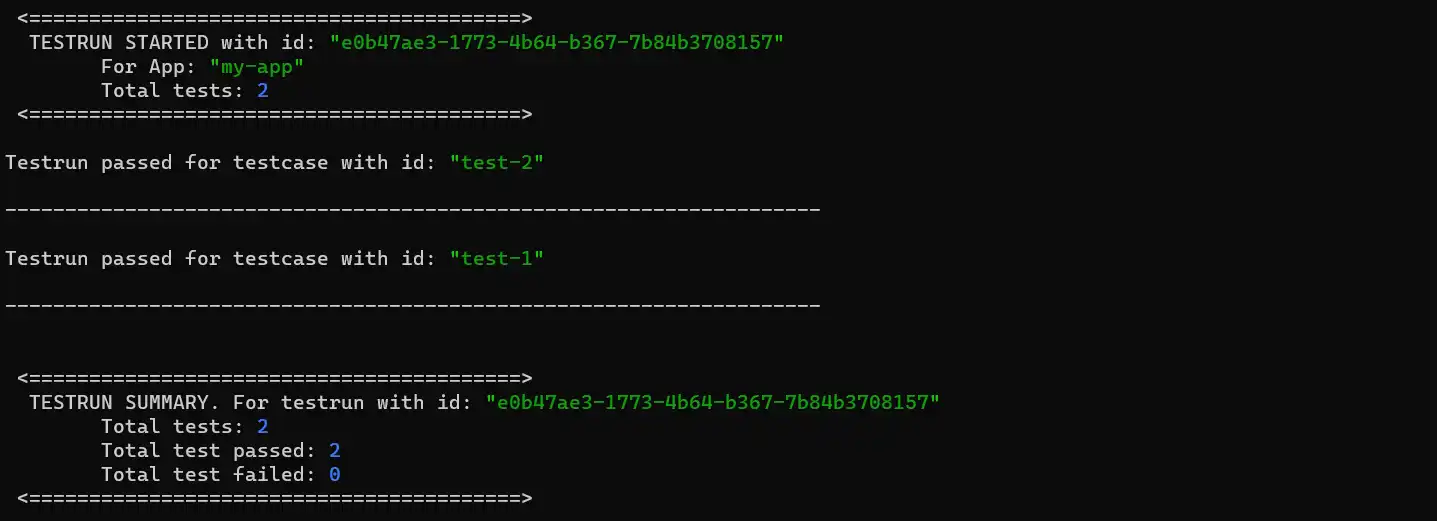 <=========================================>
TESTRUN STARTED with id: "e0b47ae3-1773-4b64-b367-7b84b3708157"
For App: "my-app"
Total tests: 2
<=========================================>
Testrun passed for testcase with id: "test-2"
--------------------------------------------------------------------
Testrun passed for testcase with id: "test-1"
--------------------------------------------------------------------
<=========================================>
TESTRUN SUMMARY. For testrun with id: "e0b47ae3-1773-4b64-b367-7b84b3708157"
Total tests: 2
Total test passed: 2
Total test failed: 0
<=========================================>